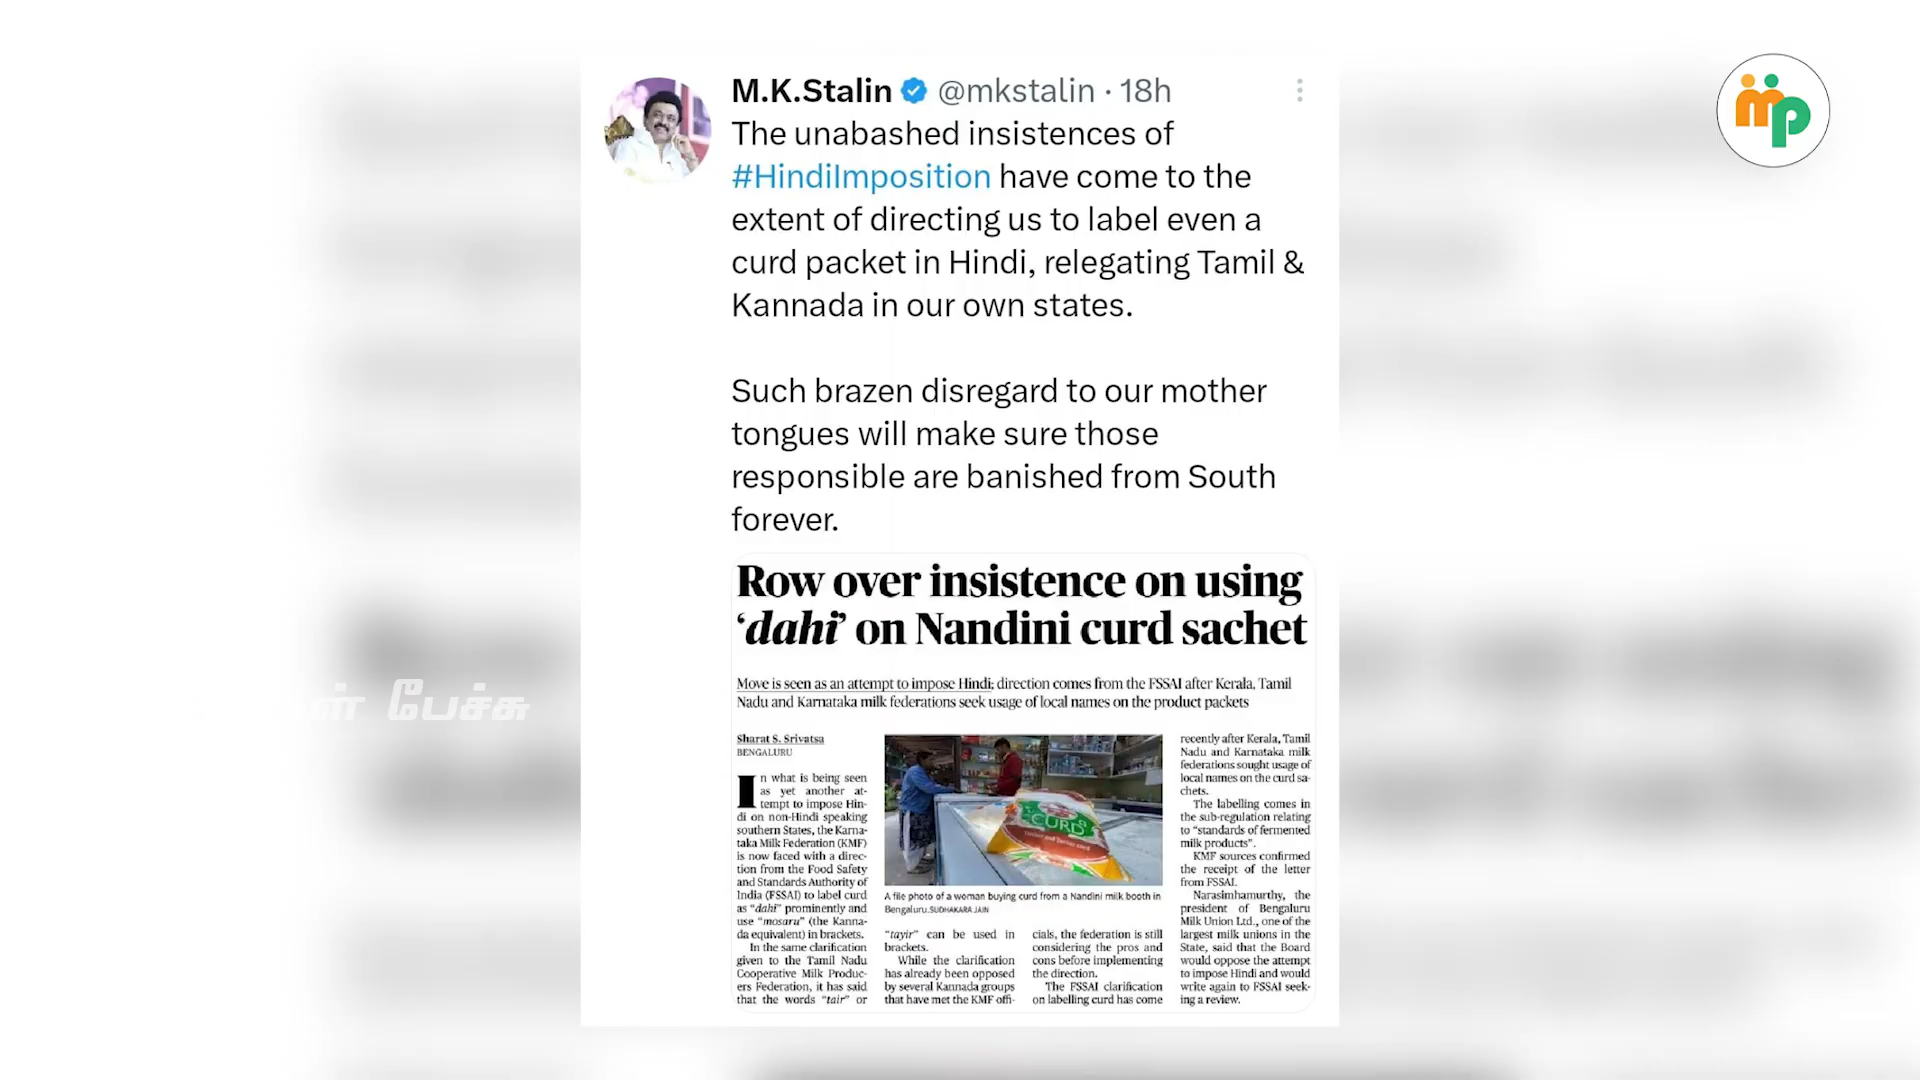 M.K.Stalin @mkstalin · 18h
The unabashed insistences of
#HindiImposition have come to the
extent of directing us to label even a
curd packet in Hindi, relegating Tamil &
Kannada in our own states.
Such brazen disregard to our mother
tongues will make sure those
responsible are banished from South
forever.
Row over insistence on using
‘dahi’ on Nandini curd sachet
Move is seen as an attempt to impose Hindi; direction comes from the FSSAI after Kerala, Tamil
Nadu and Karnataka milk federations seek usage of local names on the product packets
Sharat S. Srivatsa
BENGALURU
In what is being seen
as yet another at-
tempt to impose Hin-
di on non-Hindi speaking
southern States, the Karna-
taka Milk Federation (KMF)
is now faced with a direc-
tion from the Food Safety
and Standards Authority of
India (FSSAI) to label curd
as “dahi” prominently and
use “mosaru” (the Kanna-
da equivalent) in brackets.
In the same clarification
given to the Tamil Nadu
Cooperative Milk Produc-
ers Federation, it has said
that the words “tair” or
CURD
A file photo of a woman buying curd from a Nandini milk booth in
Bengaluru. SUDHAKARA JAIN
“tayir” can be used in
brackets.
While the clarification
has already been opposed
by several Kannada groups
that have met the KMF offi-
cials, the federation is still
considering the pros and
cons before implementing
the direction.
The FSSAI clarification
on labelling curd has come
recently after Kerala, Tamil
Nadu and Karnataka milk
federations sought usage of
local names on the curd sa-
chets.
The labelling comes in
the sub-regulation relating
to “standards of fermented
milk products”.
KMF sources confirmed
the receipt of the letter
from FSSAI.
Narasimhamurthy, the
president of Bengaluru
Milk Union Ltd., one of the
largest milk unions in the
State, said that the Board
would oppose the attempt
to impose Hindi and would
write again to FSSAI seek-
ing a review.
பேச்சு
mp